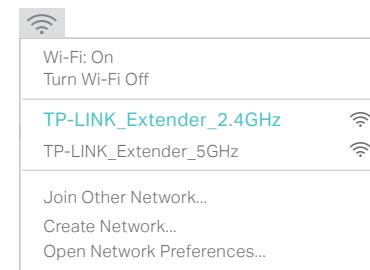 Wi-Fi: On
Turn Wi-Fi Off
TP-LINK_Extender_2.4GHz
TP-LINK_Extender_5GHz
Join Other Network...
Create Network...
Open Network Preferences...